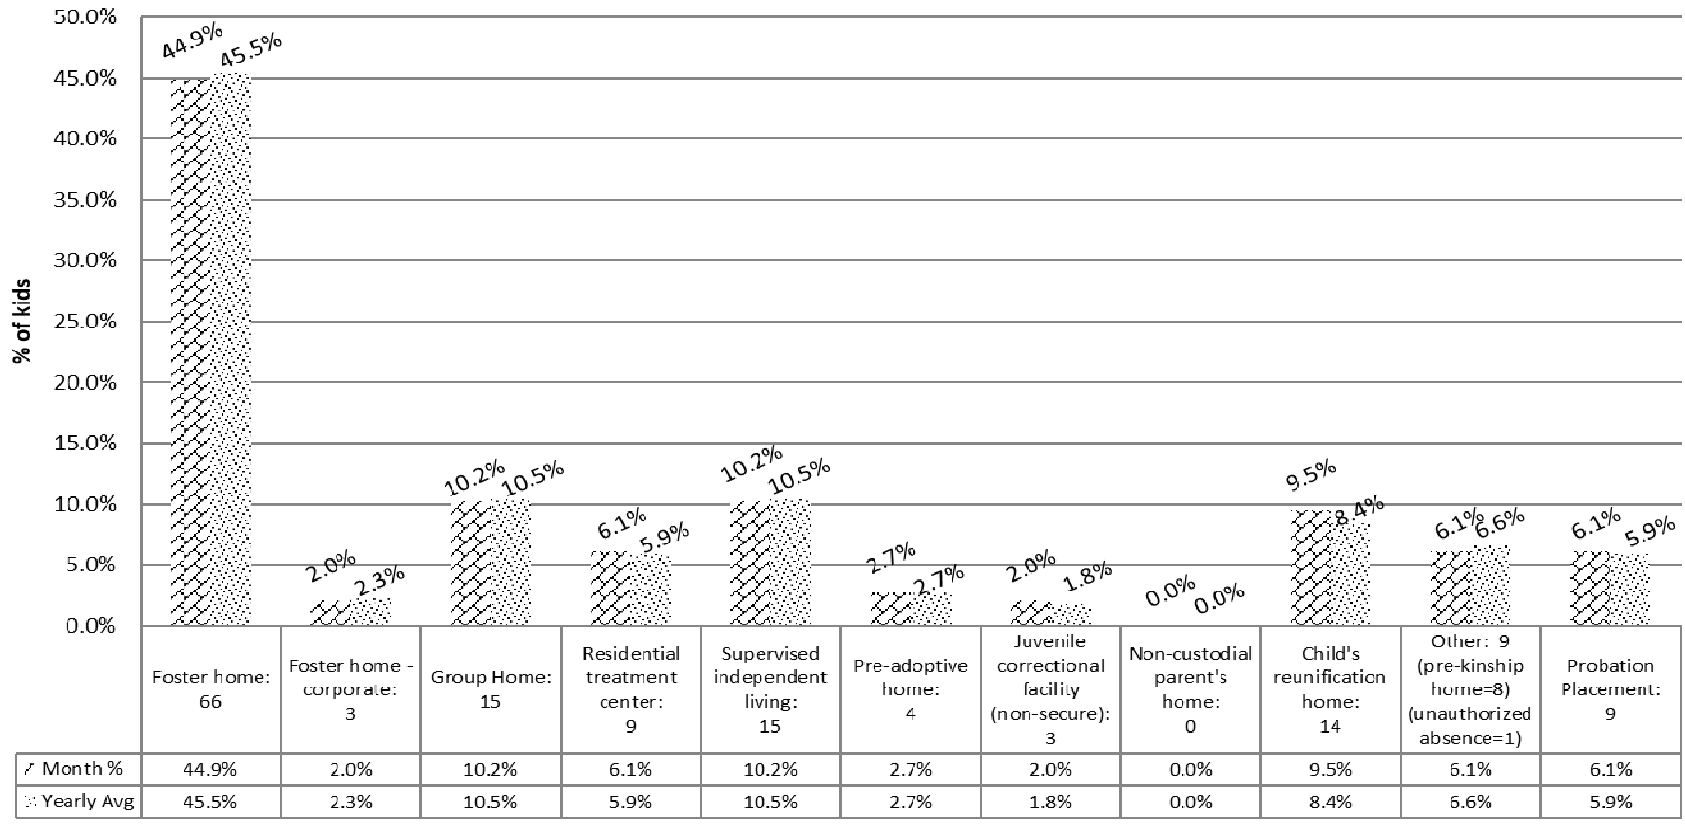 50.0%
45.0%
40.0%
35.0%
30.0%
25.0%
20.0%
15.0%
10.0%
5.0%
0.0%
% of kids
44.9%
45.5%
2.0%
2.3%
10.2%
10.5%
6.1%
5.9%
10.2%
10.5%
2.7%
2.7%
2.0%
1.8%
0.0%
0.0%
9.5%
8.4%
6.1%
6.6%
6.1%
5.9%
Foster home:
66
Foster home -
corporate:
3
Group Home:
15
Residential
treatment
center:
9
Supervised
independent
living:
15
Pre-adoptive
home:
4
Juvenile
correctional
facility
(non-secure):
3
Non-custodial
parent's
home:
0
Child's
reunification
home:
14
Other: 9
(pre-kinship
home=8)
(unauthorized
absence=1)
Probation
Placement:
9
Month % 44.9% 2.0% 10.2% 6.1% 10.2% 2.7% 2.0% 0.0% 9.5% 6.1% 6.1%
Yearly Avg 45.5% 2.3% 10.5% 5.9% 10.5% 2.7% 1.8% 0.0% 8.4% 6.6% 5.9%